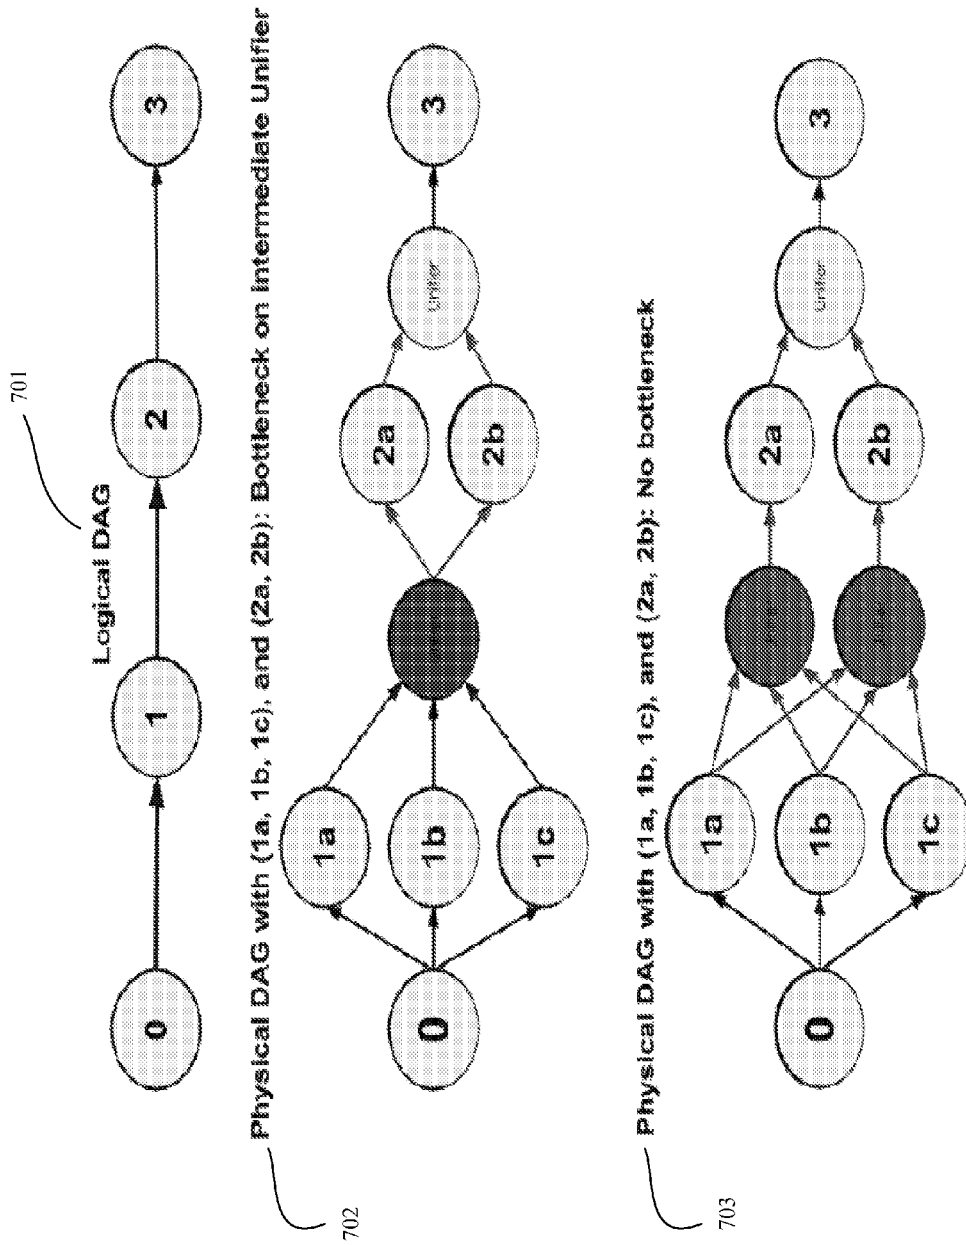 701
Logical DAG
0
1
2
3
702
Physical DAG with (1a, 1b, 1c), and (2a, 2b): Bottleneck on Intermediate Unifier
0
1a
1b
1c
2a
2b
Unifier
3
703
Physical DAG with (1a, 1b, 1c), and (2a, 2b): No bottleneck
0
1a
1b
1c
2a
2b
Unifier
3